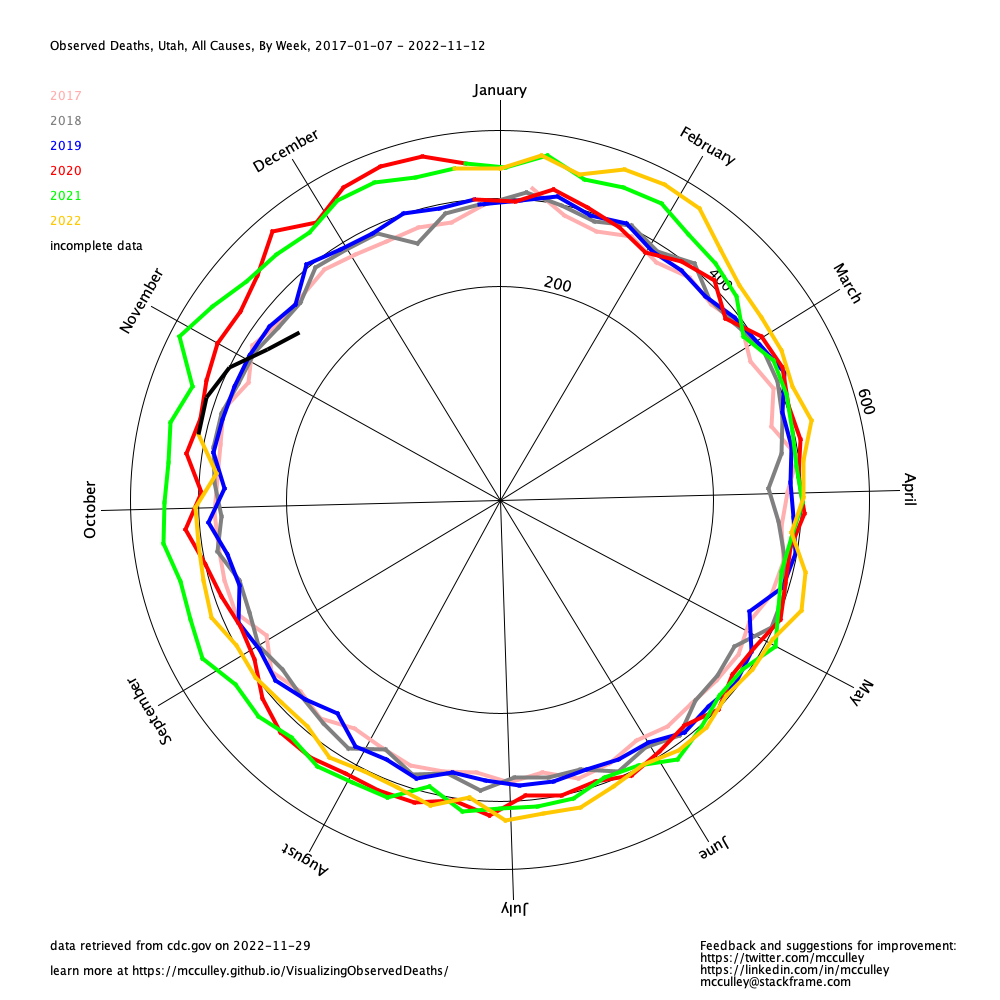 Observed Deaths, Utah, All Causes, By Week, 2017-01-07 - 2022-11-12
2017
2018
2019
2020
2021
2022
incomplete data
January
February
March
April
May
June
July
August
September
October
November
December
200
400
600
data retrieved from cdc.gov on 2022-11-29
learn more at https://mcculley.github.io/VisualizingObservedDeaths/
Feedback and suggestions for improvement:
https://twitter.com/mcculley
https://linkedin.com/in/mcculley
mcculley@stackframe.com